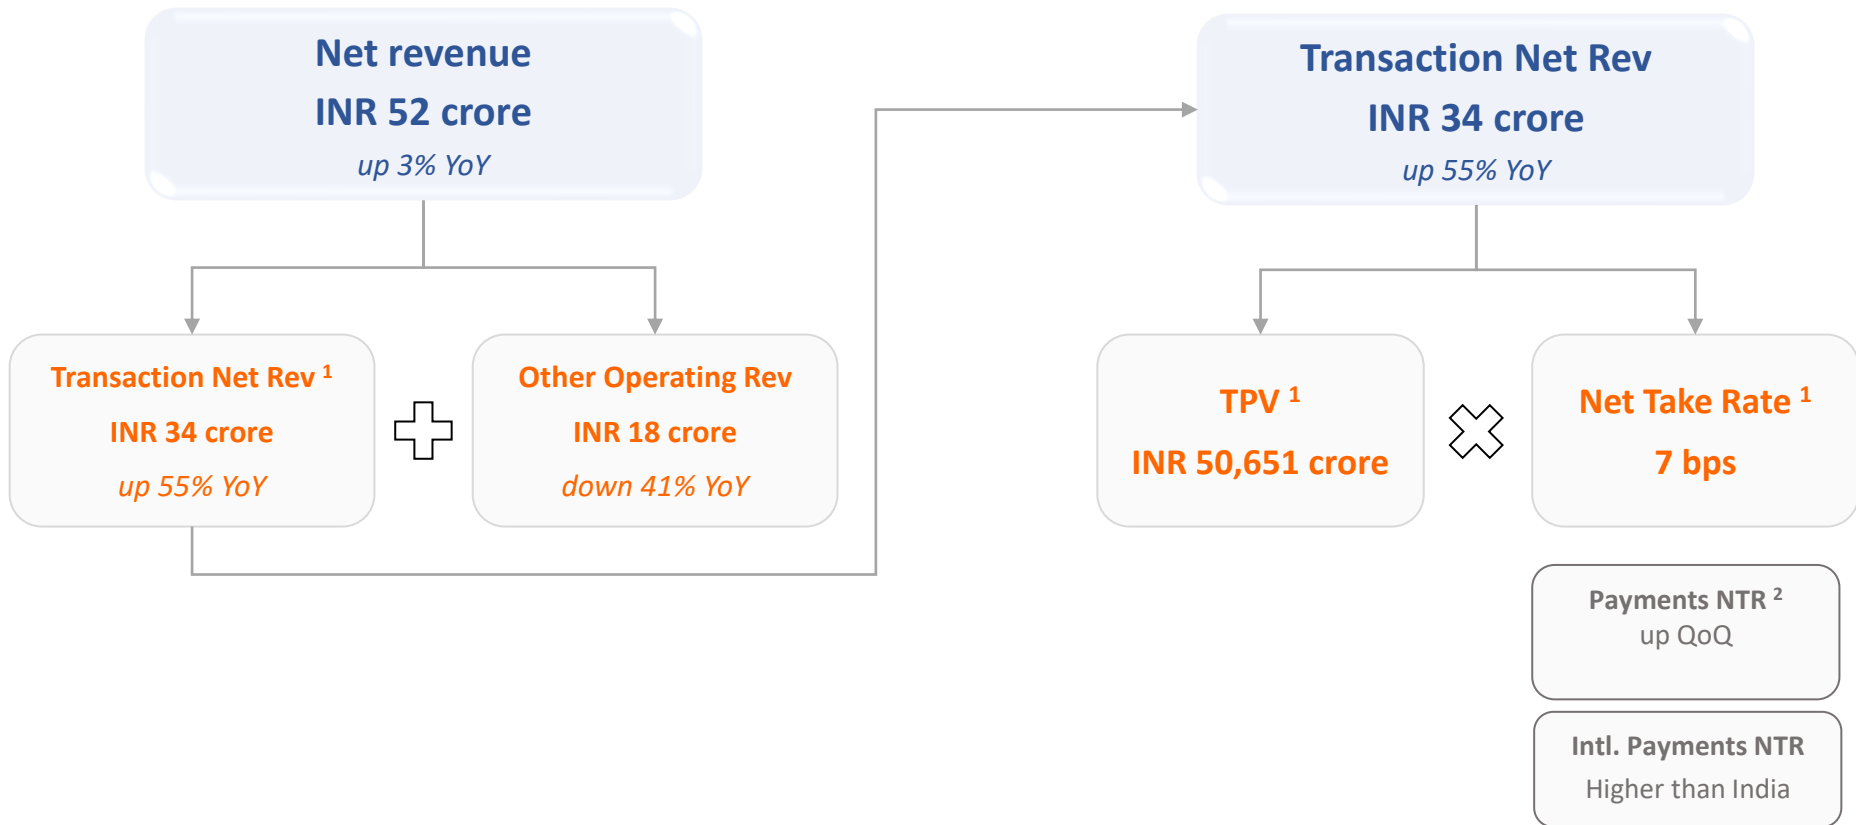 Net revenue
INR 52 crore
up 3% YoY
Transaction Net Rev
INR 34 crore
up 55% YoY
Transaction Net Rev 1
INR 34 crore
up 55% YoY
Other Operating Rev
INR 18 crore
down 41% YoY
TPV 1
INR 50,651 crore
Net Take Rate 1
7 bps
Payments NTR 2
up QoQ
Intl. Payments NTR
Higher than India